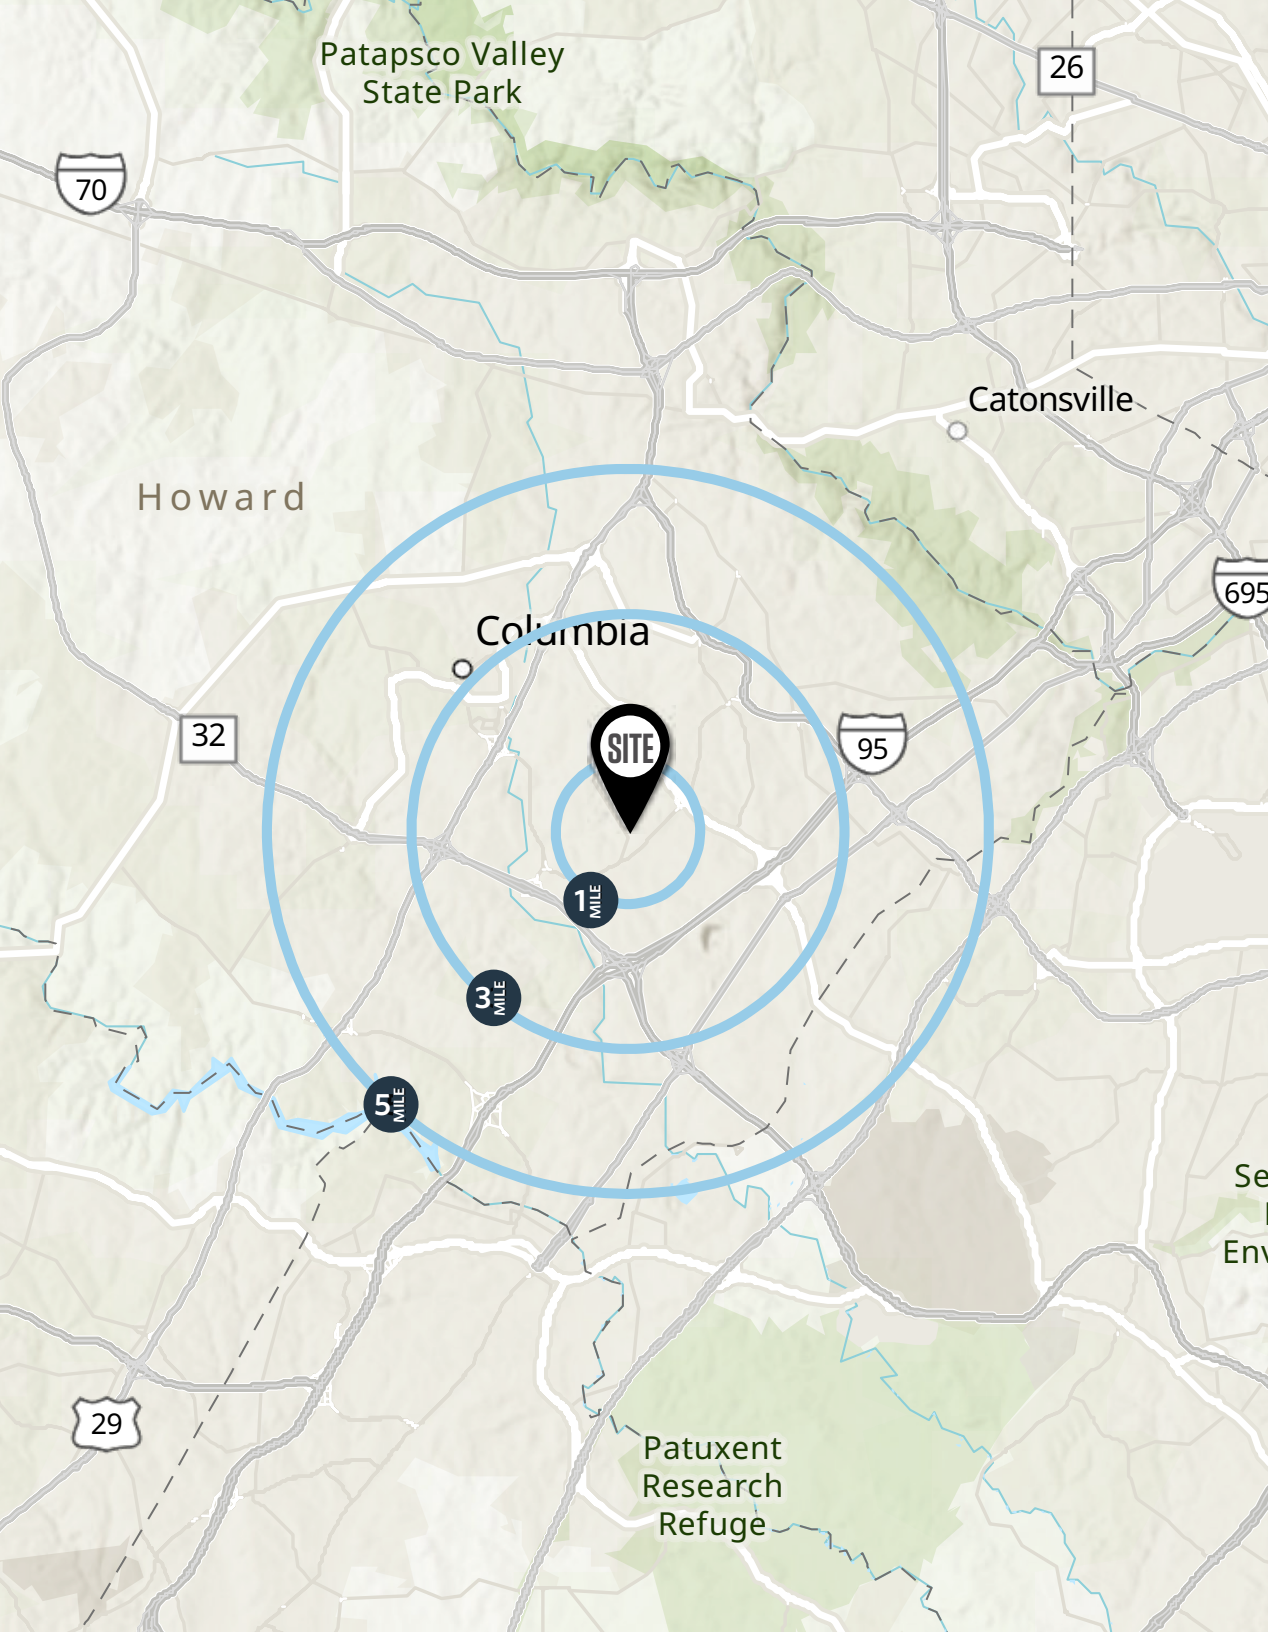 Patapsco Valley
State Park
26
70
Catonsville
Howard
695
Columbia
32
SITE
95
1 MILE
3 MILE
5 MILE
29
Patuxent
Research
Refuge